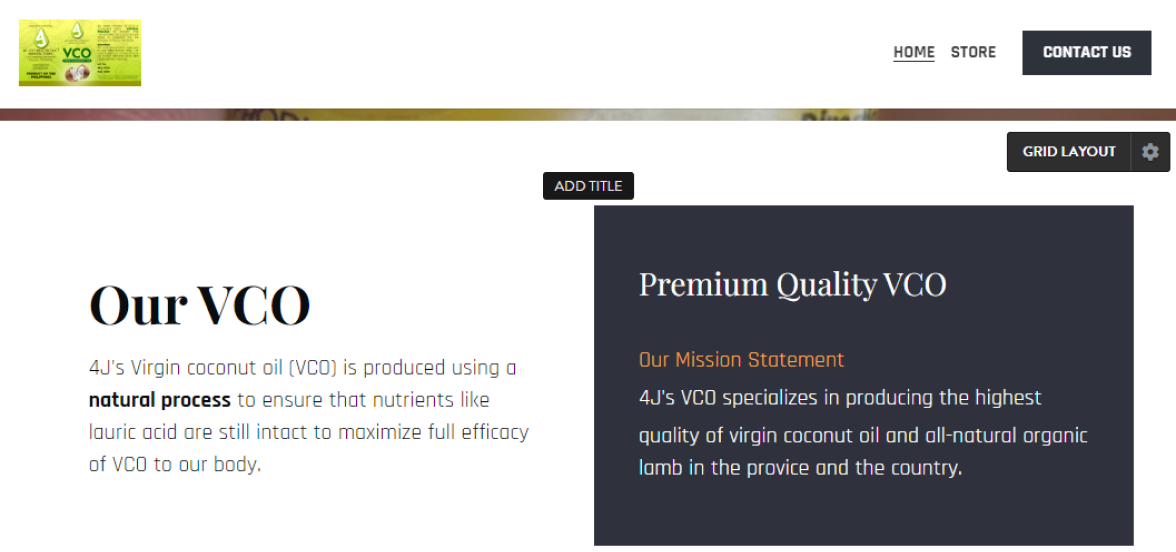 VCO
PRODUCT OF THE
PHILIPPINES
HOME STORE CONTACT US
GRID LAYOUT
ADD TITLE
Our VCO
4J's Virgin coconut oil (VCO) is produced using a
natural process to ensure that nutrients like
lauric acid are still intact to maximize full efficacy
of VCO to our body.
Premium Quality VCO
Our Mission Statement
4J's VCO specializes in producing the highest
quality of virgin coconut oil and all-natural organic
lamb in the provice and the country.